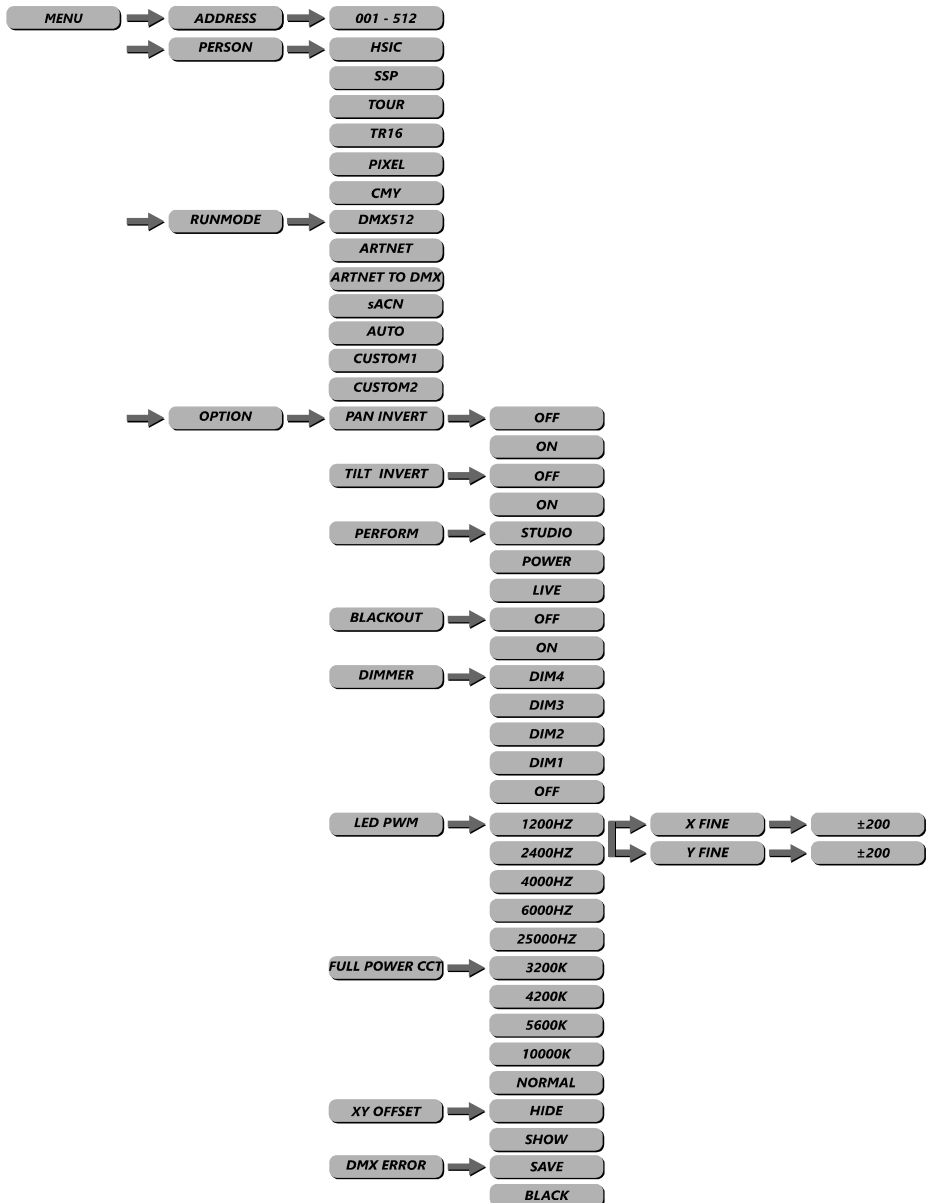 MENU ADDRESS 001 - 512
PERSON HSIC
SSP
TOUR
TR16
PIXEL
CMY
RUNMODE DMX512
ARTNET
ARTNET TO DMX
sACN
AUTO
CUSTOM1
CUSTOM2
OPTION PAN INVERT OFF
ON
TILT INVERT OFF
ON
PERFORM STUDIO
POWER
LIVE
BLACKOUT OFF
ON
DIMMER DIM4
DIM3
DIM2
DIM1
OFF
LED PWM 1200HZ X FINE ±200
2400HZ Y FINE ±200
4000HZ
6000HZ
25000HZ
FULL POWER CCT 3200K
4200K
5600K
10000K
NORMAL
XY OFFSET HIDE
SHOW
DMX ERROR SAVE
BLACK